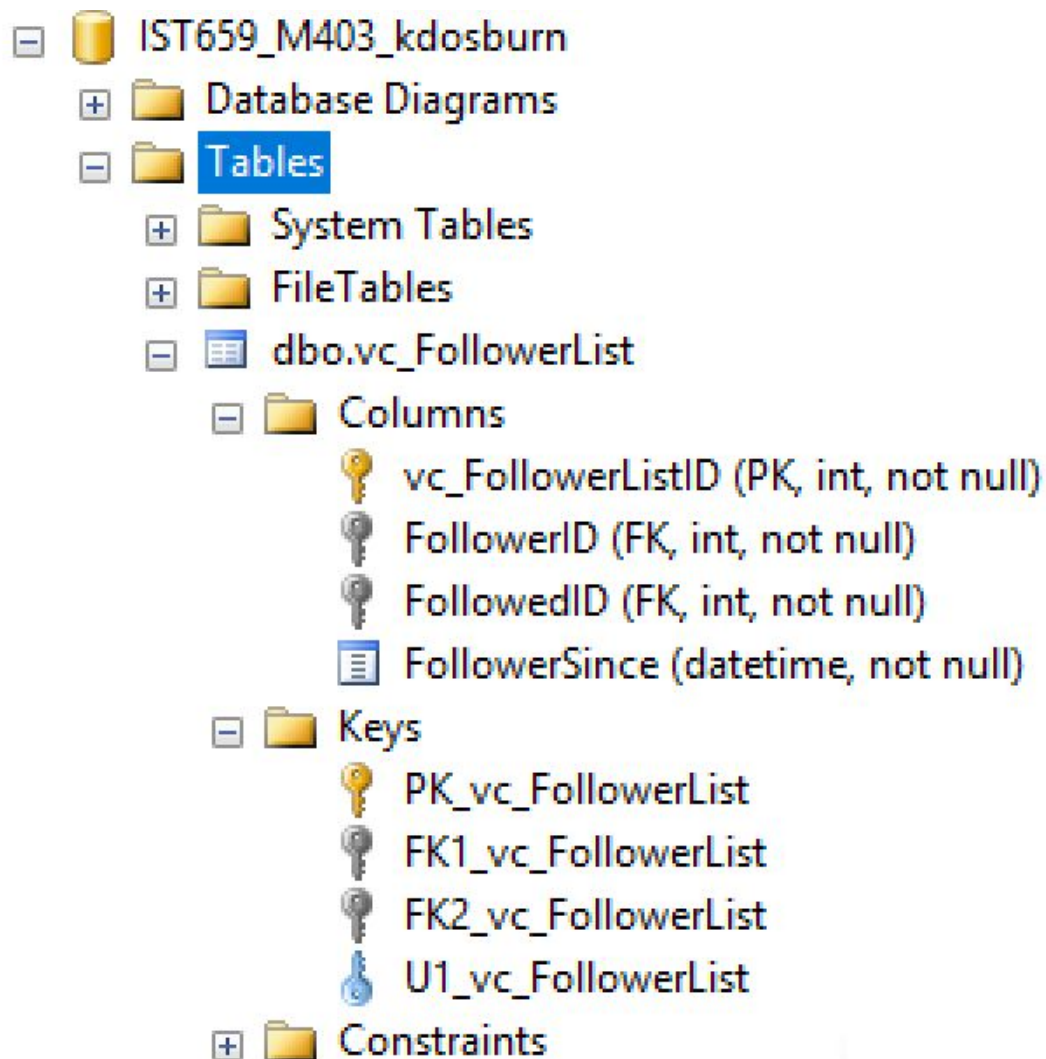 IST659_M403_kdosburn
Database Diagrams
Tables
System Tables
FileTables
dbo.vc_FollowerList
Columns
vc_FollowerListID (PK, int, not null)
FollowerID (FK, int, not null)
FollowedID (FK, int, not null)
FollowerSince (datetime, not null)
Keys
PK_vc_FollowerList
FK1_vc_FollowerList
FK2_vc_FollowerList
U1_vc_FollowerList
Constraints